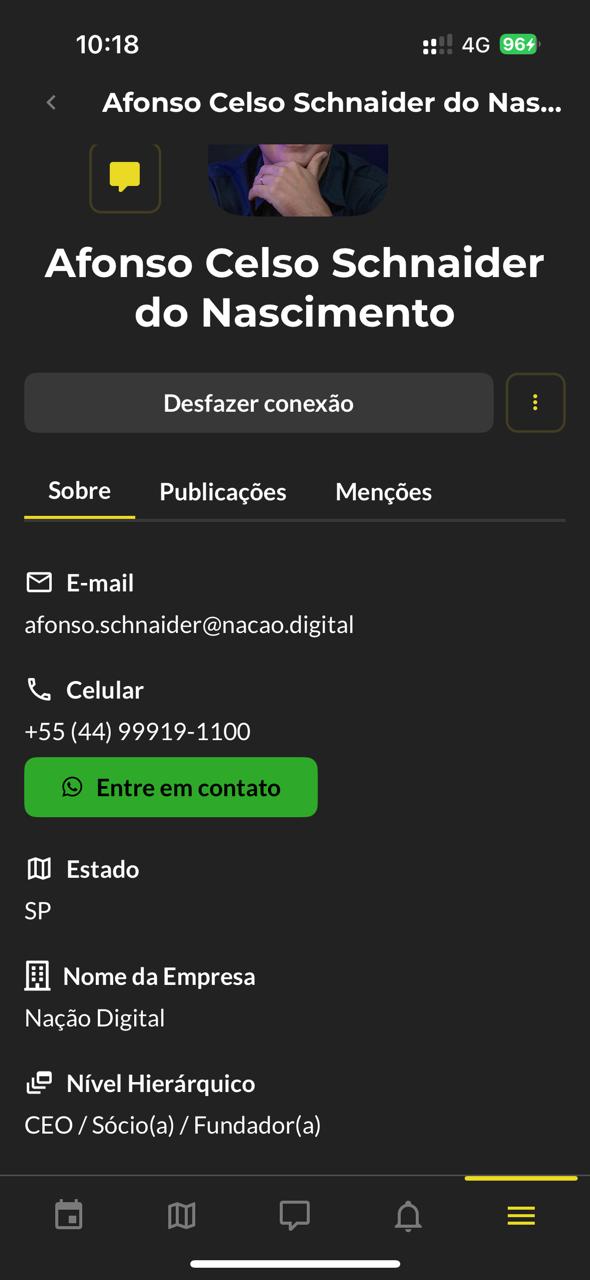 10:18
4G 96
Afonso Celso Schnaider do Nas...
Afonso Celso Schnaider
do Nascimento
Desfazer conexão
Sobre Publicações Menções
E-mail
afonso.schnaider@nacao.digital
Celular
+55 (44) 99919-1100
Entre em contato
Estado
SP
Nome da Empresa
Nação Digital
Nível Hierárquico
CEO / Sócio(a) / Fundador(a)